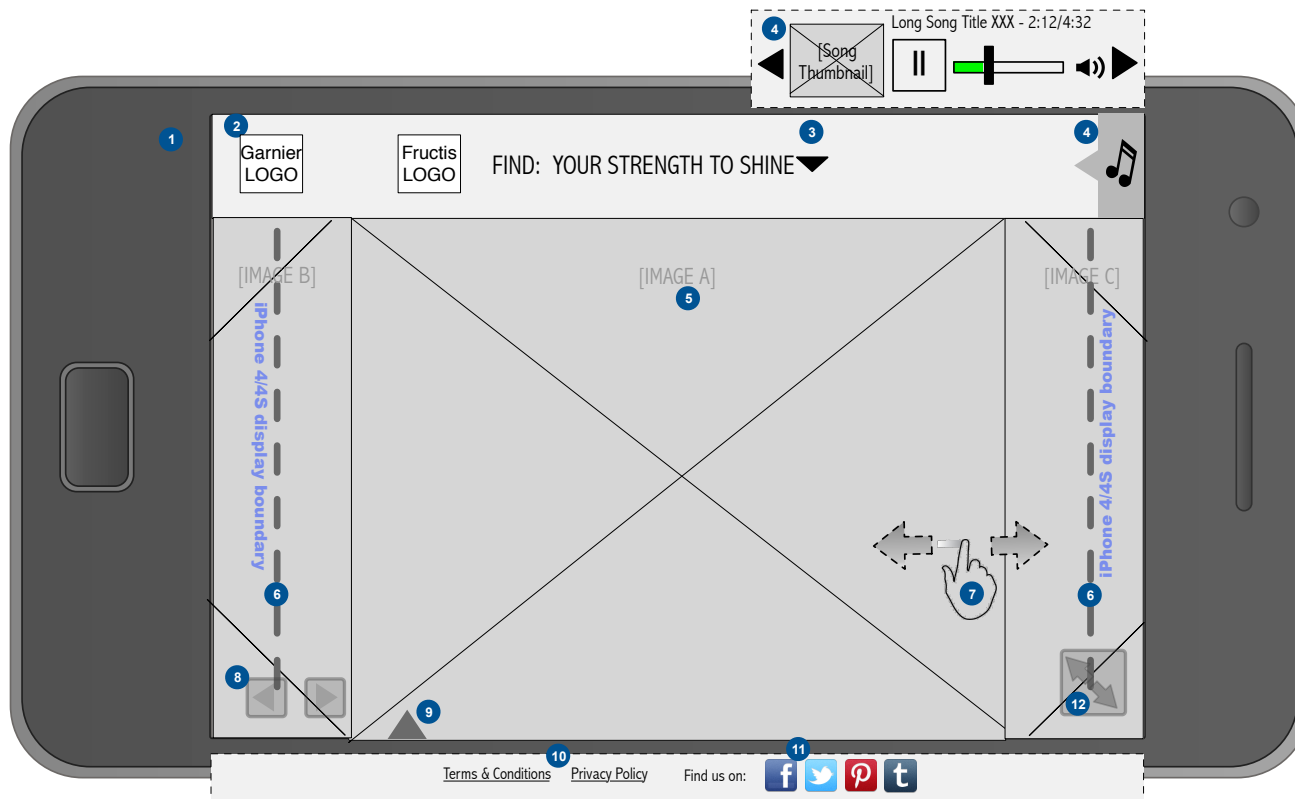 4
Long Song Title XXX - 2:12/4:32
[Song
Thumbnail]
1
2
3
4
Garnier
LOGO
Fructis
LOGO
FIND: YOUR STRENGTH TO SHINE
[IMAGE B]
[IMAGE A]
[IMAGE C]
5
iPhone 4/4S display boundary
iPhone 4/4S display boundary
6
7
6
8
9
12
10
11
Terms & Conditions
Privacy Policy
Find us on:
f
p
t